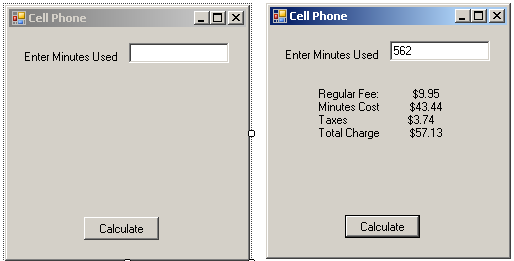 Cell Phone
Enter Minutes Used
Calculate
Cell Phone
Enter Minutes Used 562
Regular Fee: $9.95
Minutes Cost $43.44
Taxes $3.74
Total Charge $57.13
Calculate